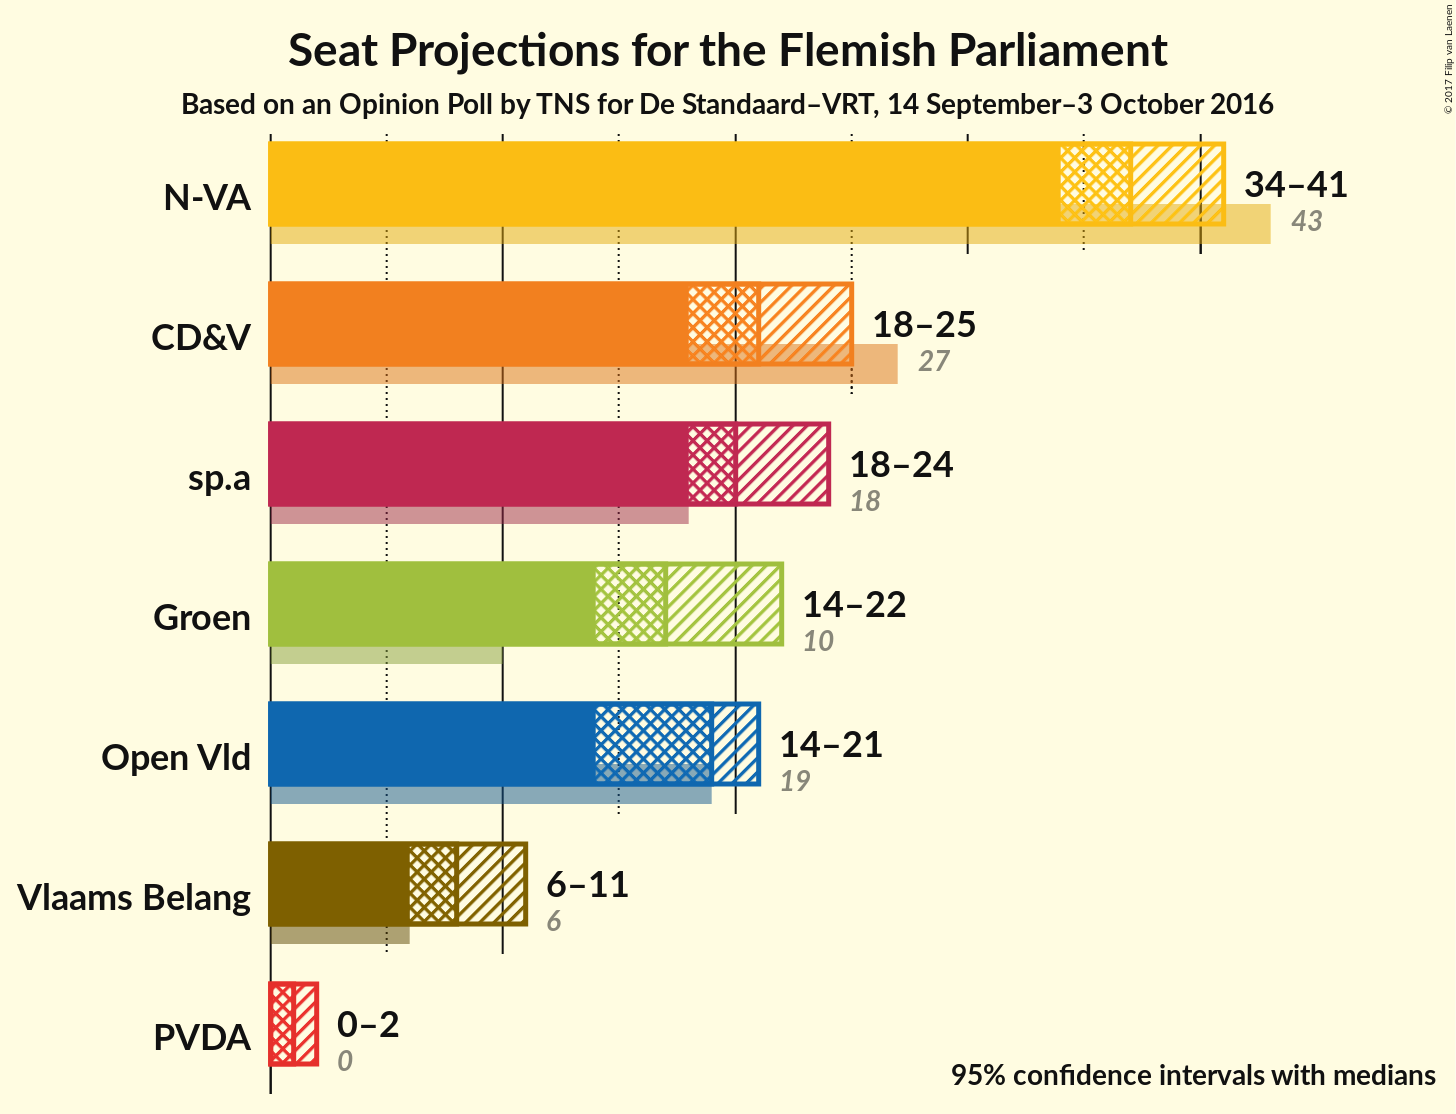 Seat Projections for the Flemish Parliament
Based on an Opinion Poll by TNS for De Standaard–VRT, 14 September–3 October 2016
© 2017 Filip van Laenen
N-VA
34–41
43
CD&V
18–25
27
sp.a
18–24
18
Groen
14–22
10
Open Vld
14–21
19
Vlaams Belang
6–11
6
PVDA
0–2
0
95% confidence intervals with medians